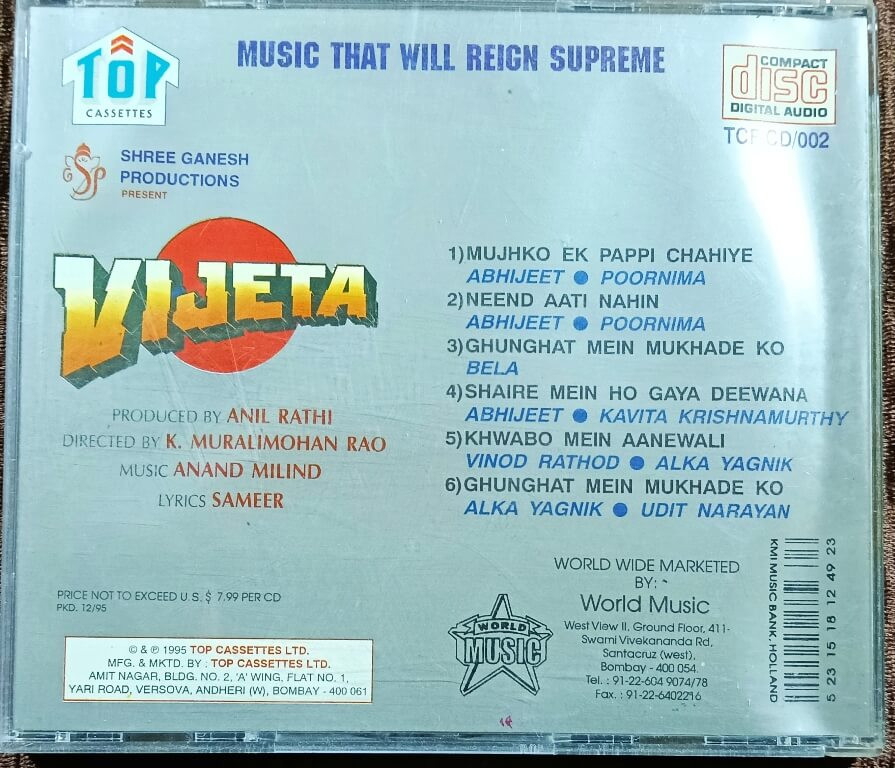 TOP
CASSETTES
MUSIC THAT WILL REIGN SUPREME
COMPACT
disc
DIGITAL AUDIO
CD/002
SHREE GANESH
PRODUCTIONS
PRESENT
VIJETA
PRODUCED BY ANIL RATHI
DIRECTED BY K. MURALIMOHAN RAO
MUSIC ANAND MILIND
LYRICS SAMEER
1)MUJHKO EK PAPPI CHAHIYE
ABHIJEET ● POORNIMA
2)NEEND AATI NAHIN
ABHIJEET ● POORNIMA
3)GHUNGHAT MEIN MUKHADE KO
BELA
4)SHAIRE MEIN HO GAYA DEEWANA
ABHIJEET ● KAVITA KRISHNAMURTHY
5)KHWABO MEIN AANEWALI
VINOD RATHOD ● ALKA YAGNIK
6)GHUNGHAT MEIN MUKHADE KO
ALKA YAGNIK ● UDIT NARAYAN
PRICE NOT TO EXCEED U.S. $ 7.99 PER CD
PKD. 12/95
© & ℗ 1995 TOP CASSETTES LTD.
MFG. & MKTD. BY : TOP CASSETTES LTD.
AMIT NAGAR, BLDG. NO. 2, 'A' WING, FLAT NO. 1,
YARI ROAD, VERSOVA, ANDHERI (W), BOMBAY - 400 061
WORLD
MUSIC
WORLD WIDE MARKETED
BY:
World Music
West View II, Ground Floor, 411-
Swami Vivekananda Rd,
Santacruz (west),
Bombay - 400 054.
Tel. : 91-22-604 9074/78
Fax. : 91-22-6402216
KMI MUSIC BANK, HOLLAND
5 23 15 18 12 49 23